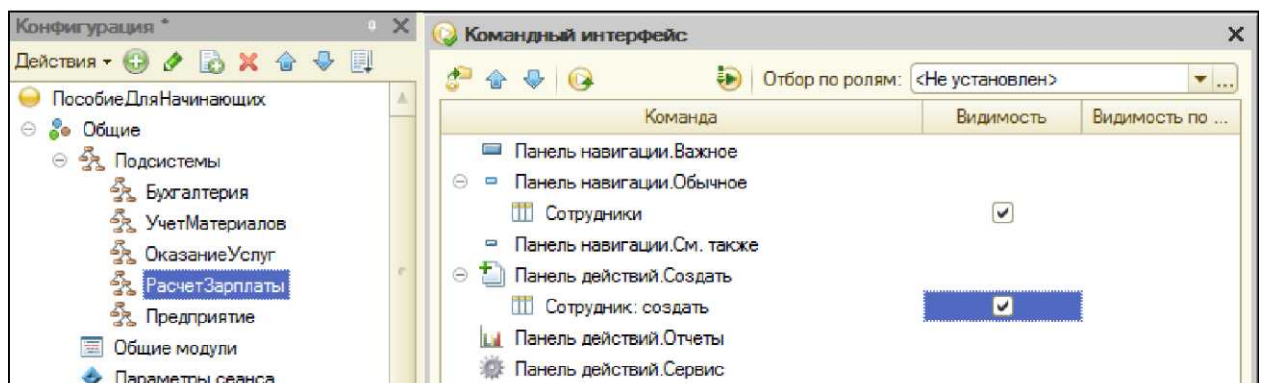 Конфигурация *
Действия
ПособиеДляНачинающих
Общие
Подсистемы
Бухгалтерия
УчетМатериалов
ОказаниеУслуг
РасчетЗарплаты
Предприятие
Общие модули
Параметры сеанса
Командный интерфейс
Отбор по ролям: <Не установлен>
Команда Видимость Видимость по ...
Панель навигации.Важное
Панель навигации.Обычное
Сотрудники
Панель навигации.См. также
Панель действий.Создать
Сотрудник: создать
Панель действий.Отчеты
Панель действий.Сервис